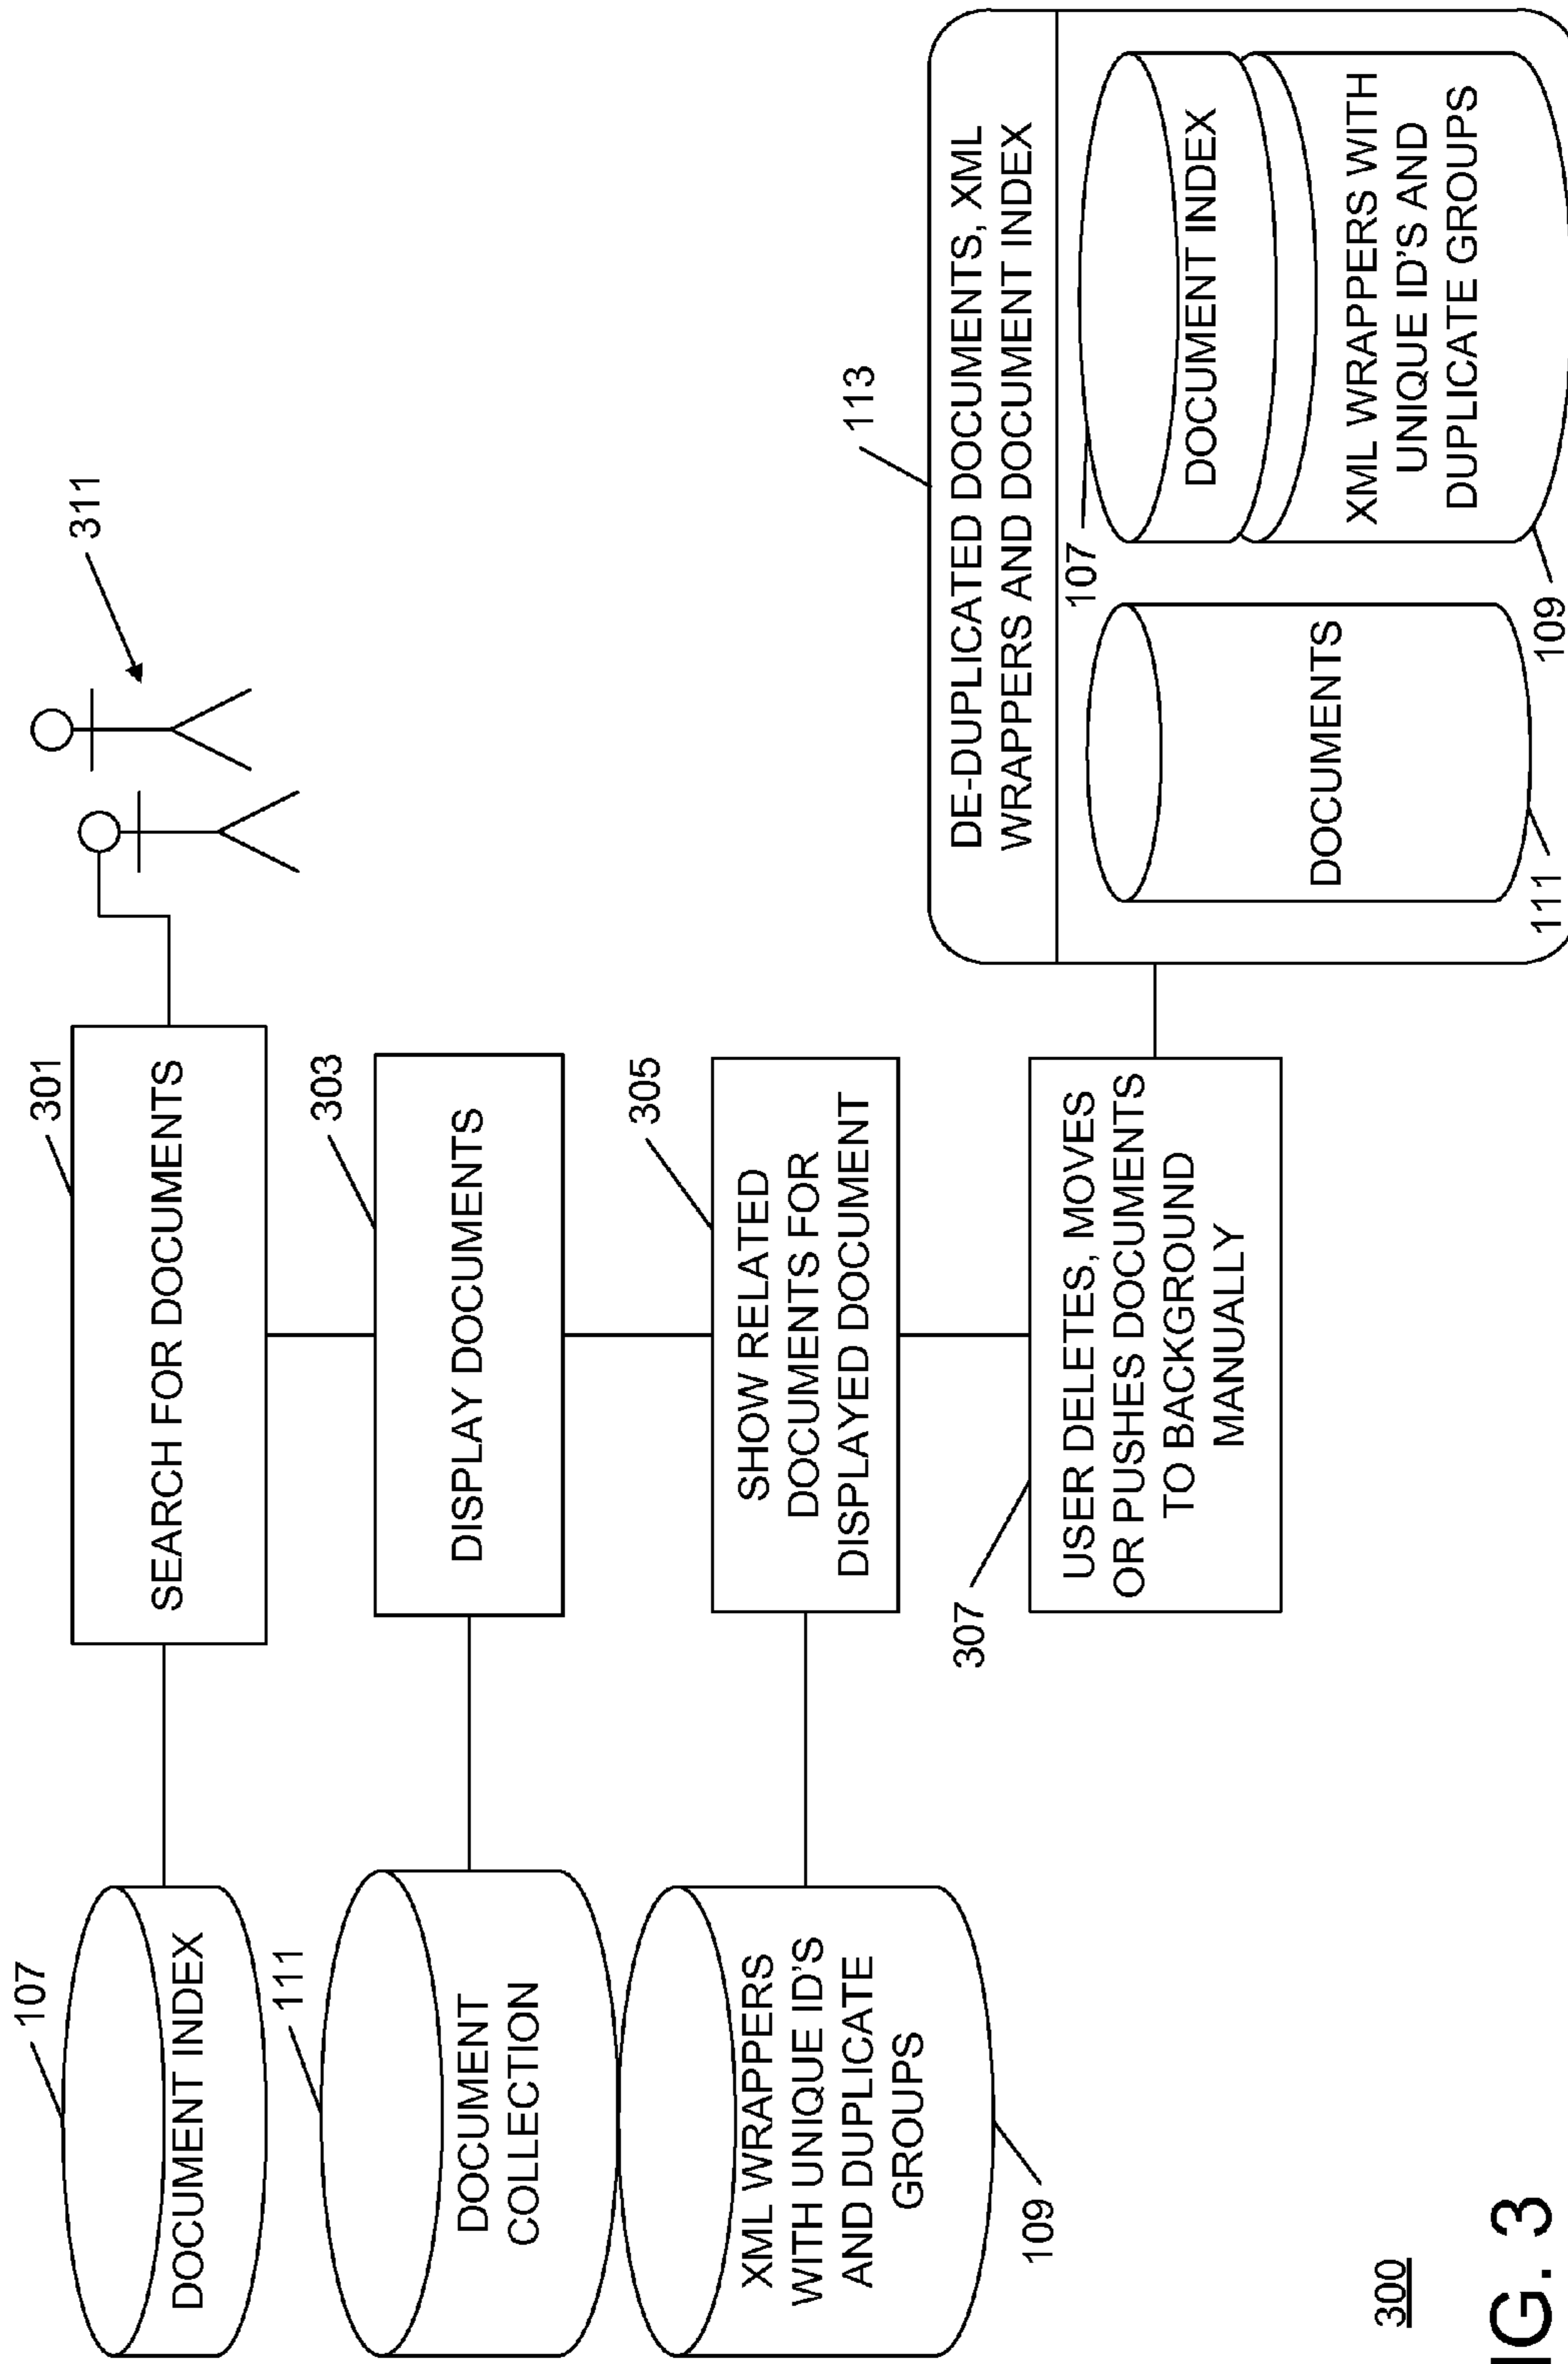 107
DOCUMENT INDEX
111
DOCUMENT
COLLECTION
XML WRAPPERS
WITH UNIQUE ID'S
AND DUPLICATE
GROUPS
109
301
SEARCH FOR DOCUMENTS
303
DISPLAY DOCUMENTS
305
SHOW RELATED
DOCUMENTS FOR
DISPLAYED DOCUMENT
307
USER DELETES, MOVES
OR PUSHES DOCUMENTS
TO BACKGROUND
MANUALLY
311
113
DE-DUPLICATED DOCUMENTS, XML
WRAPPERS AND DOCUMENT INDEX
107
DOCUMENTS
DOCUMENT INDEX
XML WRAPPERS WITH
UNIQUE ID'S AND
DUPLICATE GROUPS
111
109
300
IG. 3